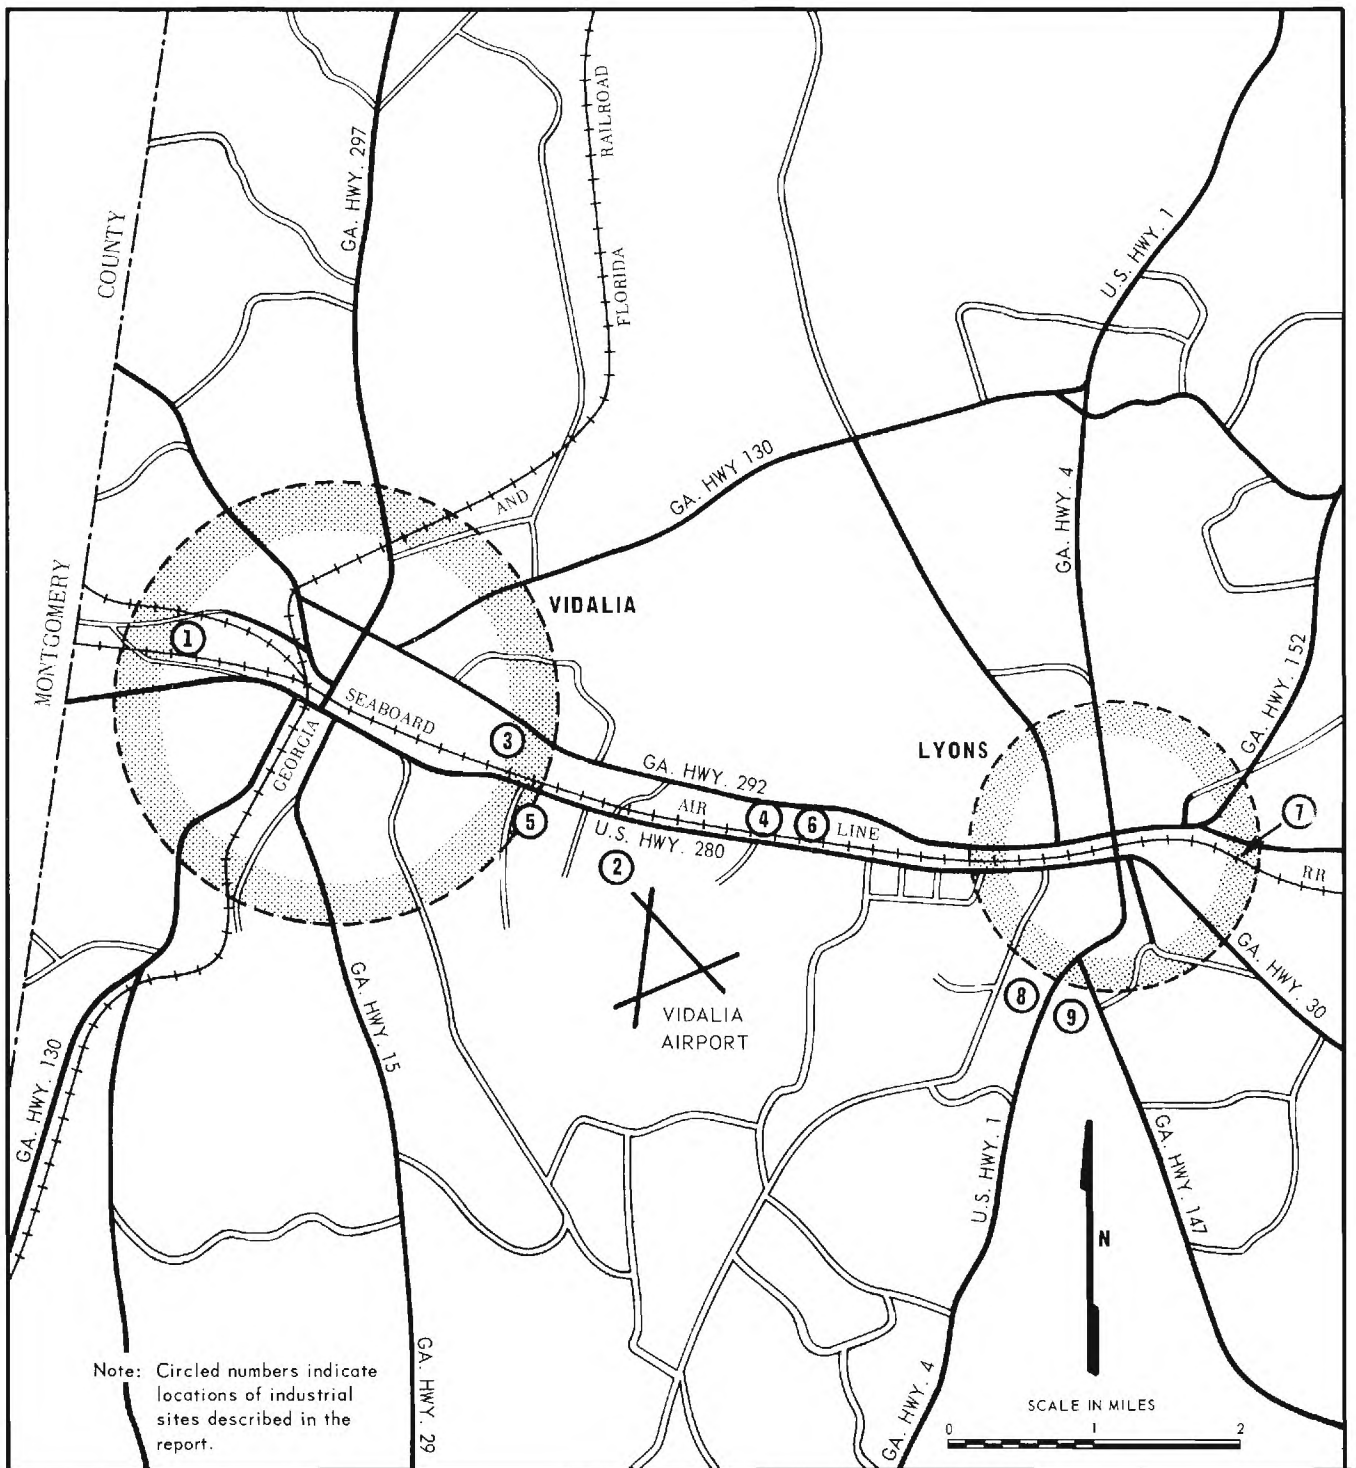 RAILROAD
GA. HWY. 297
COUNTY
U.S. HWY. 1
FLORIDA
GA. HWY 130
AND
GA. HWY. 4
VIDALIA
MONTGOMERY
1
GA. HWY. 152
SEABOARD
GEORGIA
3
LYONS
GA. HWY. 292
AIR
4
6
LINE
7
5
U.S. HWY. 280
2
RR
GA. HWY. 30
GA. HWY. 15
8
9
VIDALIA
AIRPORT
GA. HWY. 130
U.S. HWY. 1
GA. HWY. 147
N
Note: Circled numbers indicate
locations of industrial
sites described in the
report.
GA. HWY. 29
GA. HWY. 4
SCALE IN MILES
0 1 2